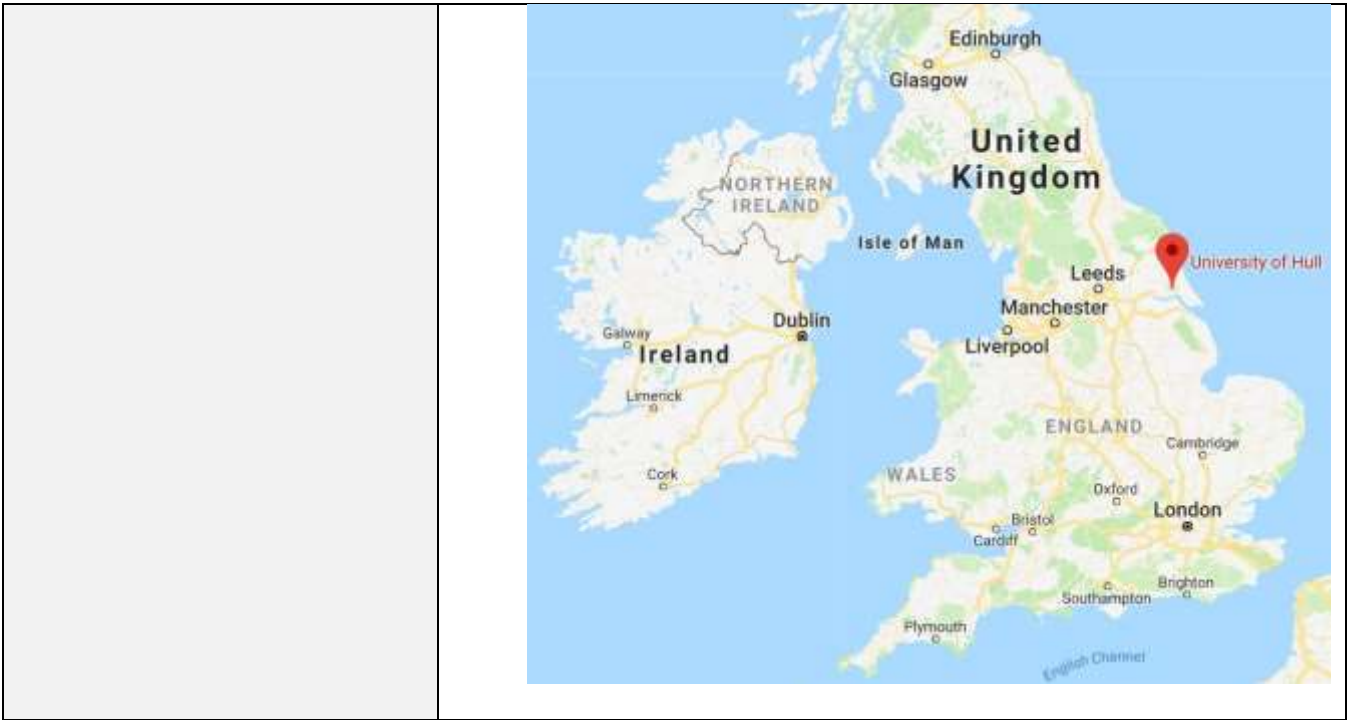 Edinburgh
Glasgow
United
Kingdom
NORTHERN
IRELAND
Isle of Man
University of Hull
Leeds
Manchester
Dublin
Galway
Ireland
Liverpool
Limerick
ENGLAND
Cambridge
Cork
WALES
Oxford
London
Bristol
Cardiff
Brighton
Southampton
Plymouth
English Channel